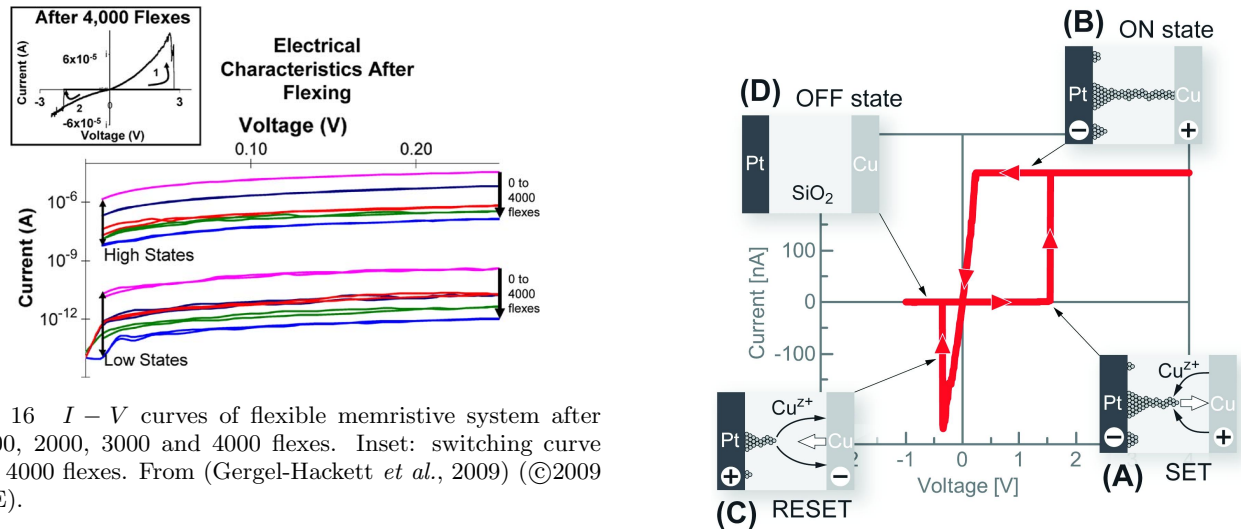 After 4,000 Flexes
Current (A)
6x10-5
1
-3
0
3
2
-6x10-5
Voltage (V)
Electrical
Characteristics After
Flexing
Voltage (V)
0.10
0.20
Current (A)
10-6
10-9
10-12
High States
0 to
4000
flexes
Low States
0 to
4000
flexes
16 I − V curves of flexible memristive system after
00, 2000, 3000 and 4000 flexes. Inset: switching curve
4000 flexes. From (Gergel-Hackett et al., 2009) (©2009
E).
(B) ON state
Pt
Cu
−
+
(D) OFF state
Pt
Cu
SiO2
Current [nA]
100
0
-100
-1
0
1
2
Voltage [V]
Cuz+
Pt
Cu
−
+
(A) SET
Cuz+
Pt
Cu
+
−
(C) RESET